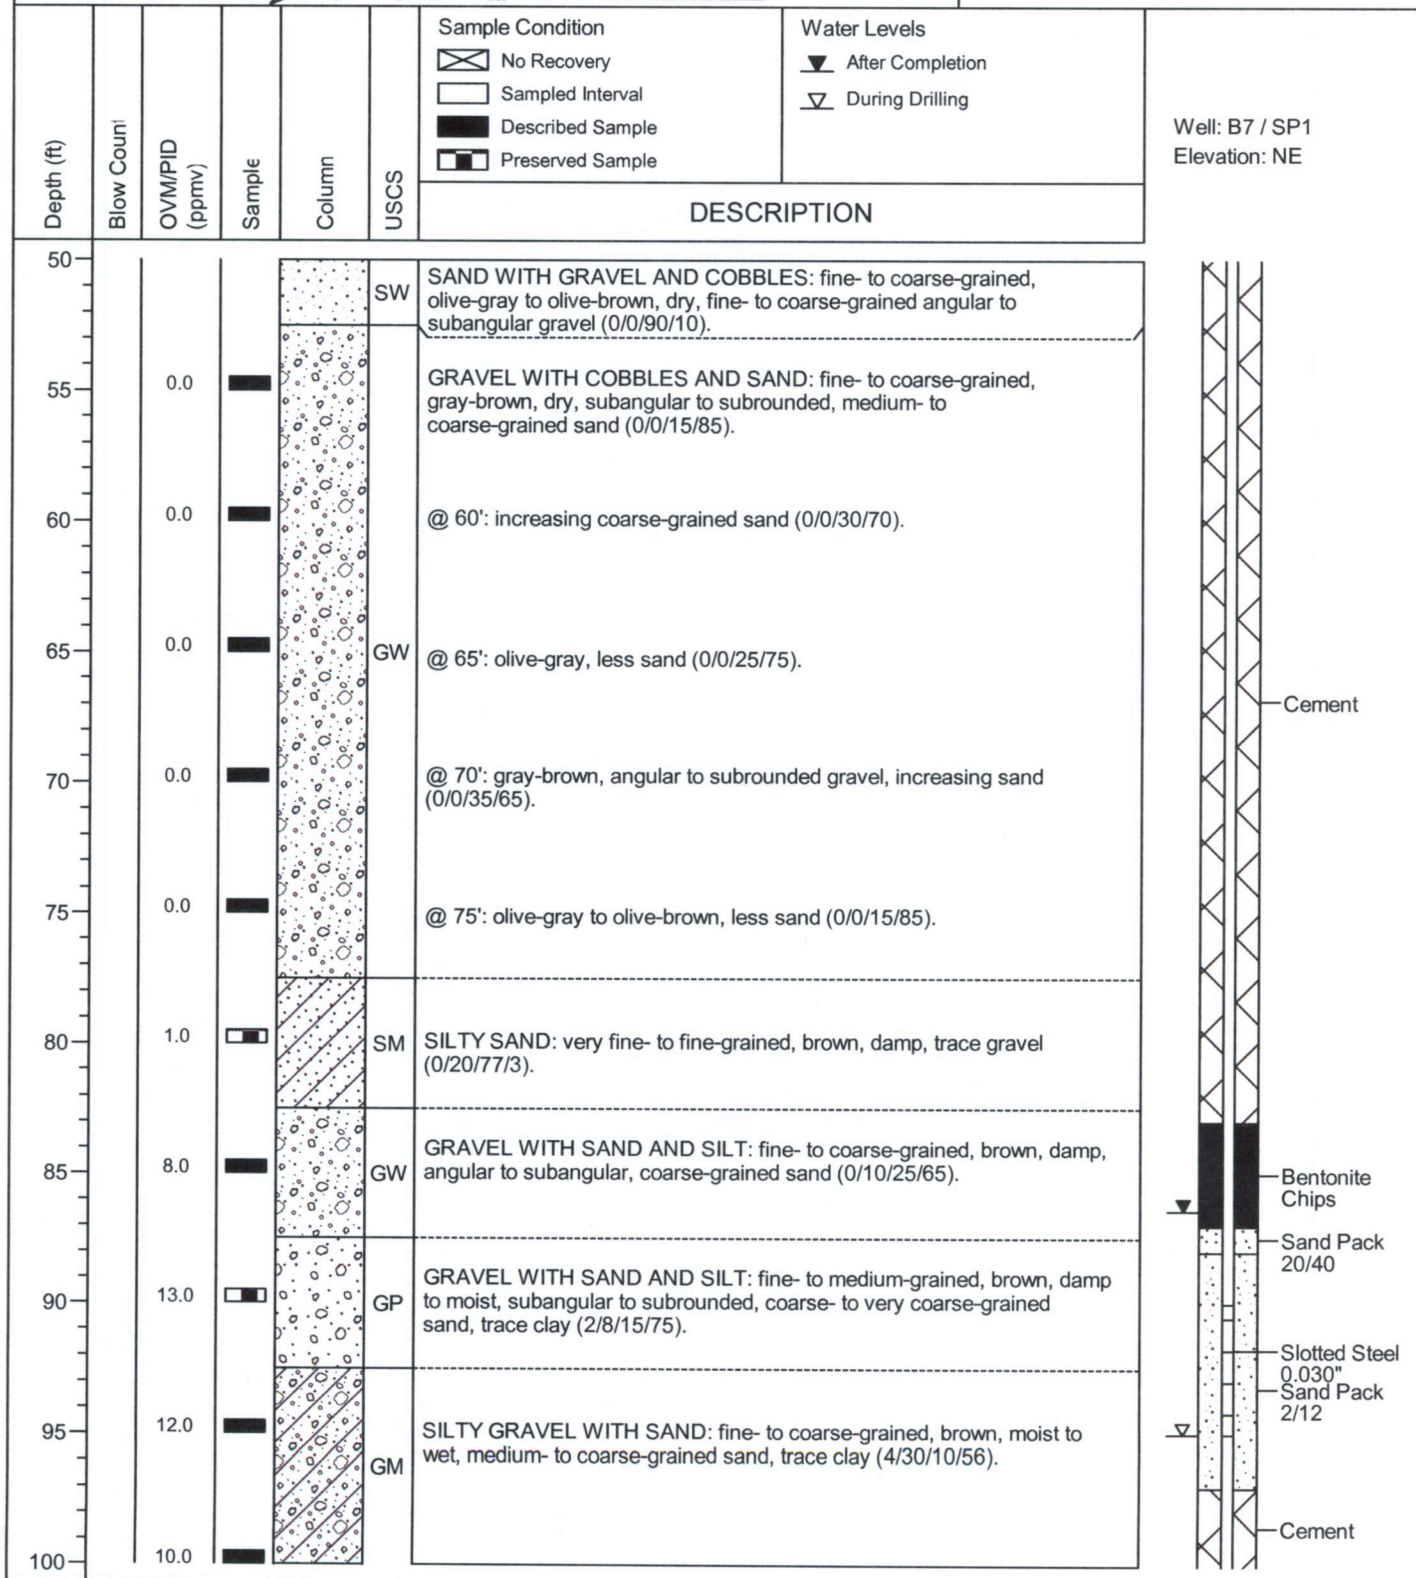 Sample Condition
No Recovery
Sampled Interval
Described Sample
Preserved Sample
Water Levels
After Completion
During Drilling
Well: B7 / SP1
Elevation: NE
Depth (ft)
Blow Count
OVM/PID
(ppmv)
Sample
Column
USCS
DESCRIPTION
50
SW
SAND WITH GRAVEL AND COBBLES: fine- to coarse-grained,
olive-gray to olive-brown, dry, fine- to coarse-grained angular to
subangular gravel (0/0/90/10).
55
0.0
GRAVEL WITH COBBLES AND SAND: fine- to coarse-grained,
gray-brown, dry, subangular to subrounded, medium- to
coarse-grained sand (0/0/15/85).
60
0.0
@ 60': increasing coarse-grained sand (0/0/30/70).
65
0.0
GW
@ 65': olive-gray, less sand (0/0/25/75).
Cement
70
0.0
@ 70': gray-brown, angular to subrounded gravel, increasing sand
(0/0/35/65).
75
0.0
@ 75': olive-gray to olive-brown, less sand (0/0/15/85).
80
1.0
SM
SILTY SAND: very fine- to fine-grained, brown, damp, trace gravel
(0/20/77/3).
85
8.0
GW
GRAVEL WITH SAND AND SILT: fine- to coarse-grained, brown, damp,
angular to subangular, coarse-grained sand (0/10/25/65).
Bentonite
Chips
Sand Pack
20/40
90
13.0
GP
GRAVEL WITH SAND AND SILT: fine- to medium-grained, brown, damp
to moist, subangular to subrounded, coarse- to very coarse-grained
sand, trace clay (2/8/15/75).
Slotted Steel
0.030"
Sand Pack
2/12
95
12.0
GM
SILTY GRAVEL WITH SAND: fine- to coarse-grained, brown, moist to
wet, medium- to coarse-grained sand, trace clay (4/30/10/56).
Cement
100
10.0